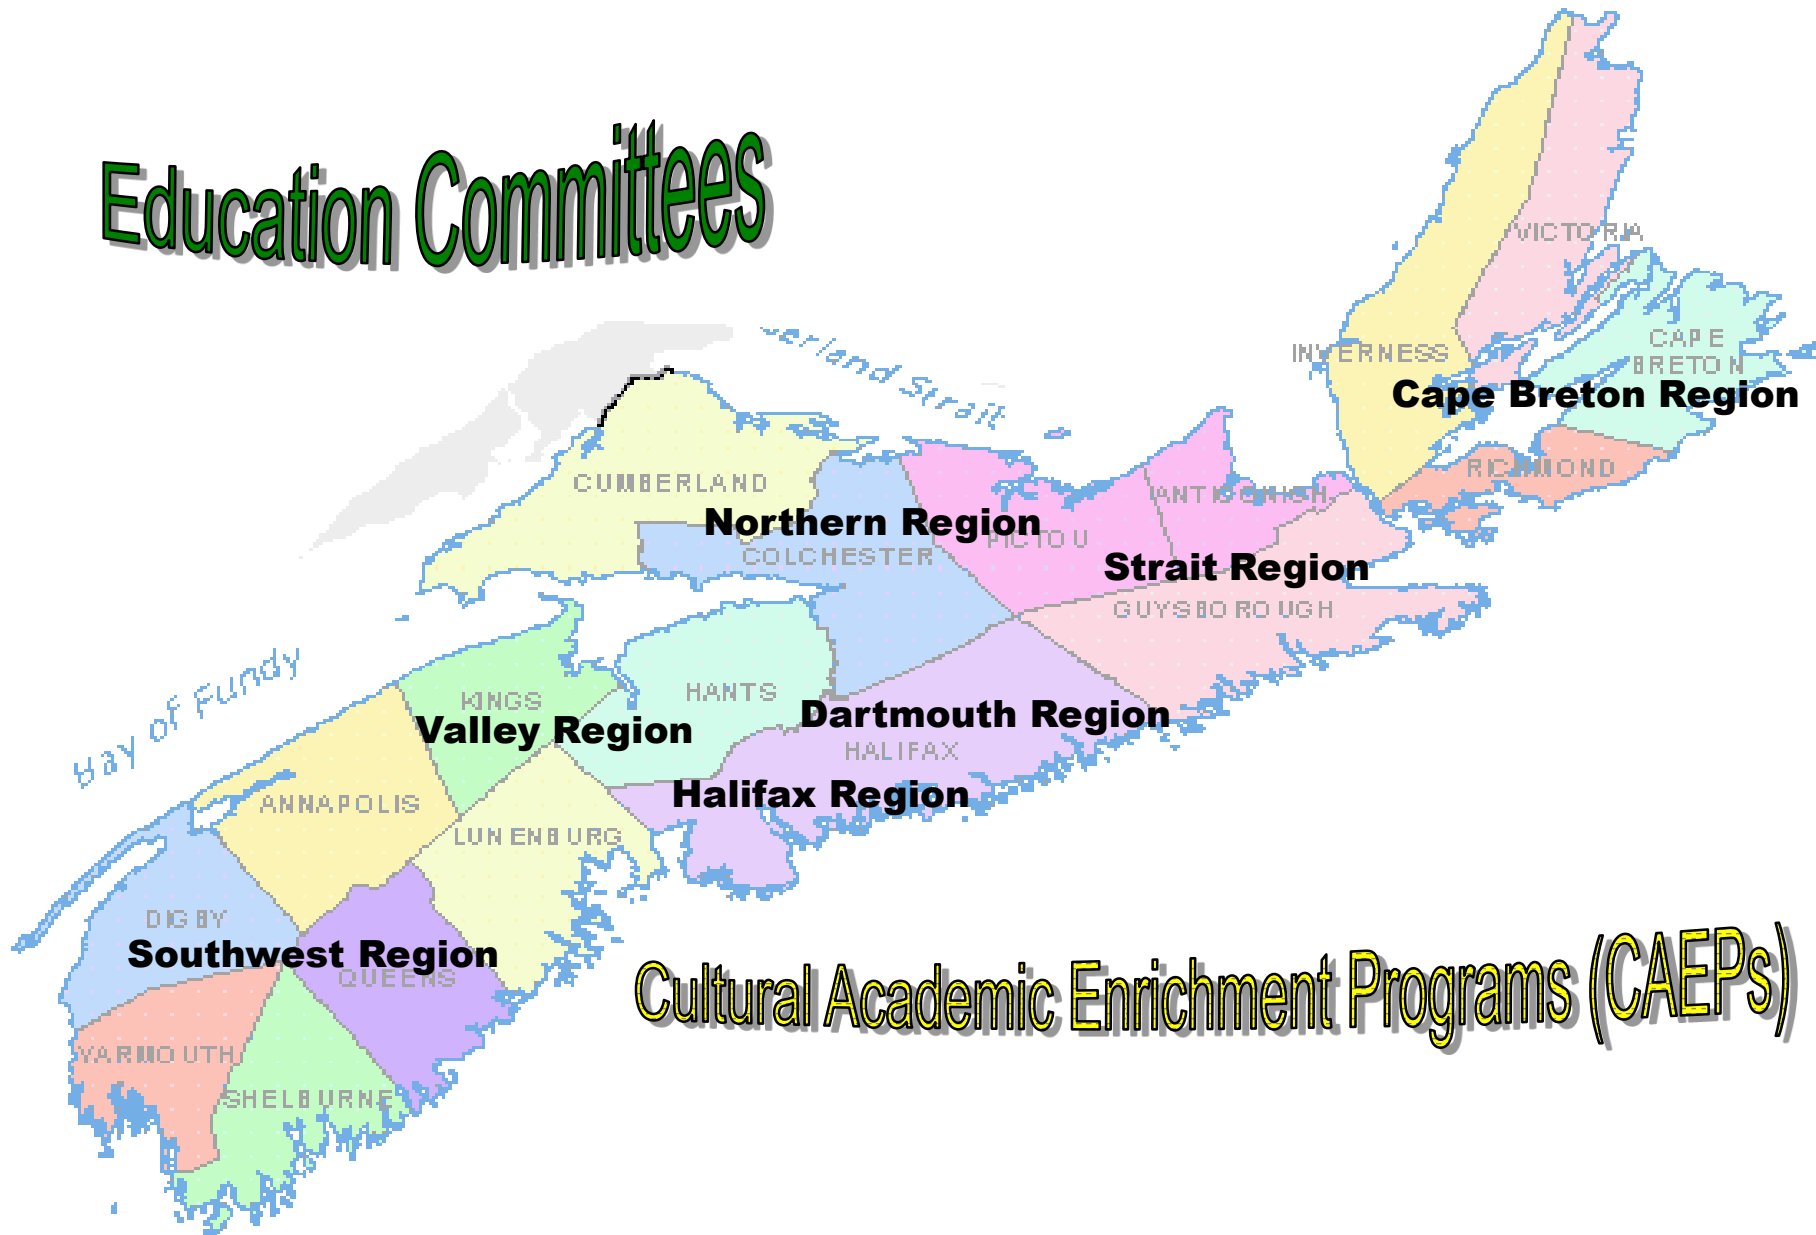 Education Committees
VICTORIA
erland Strait
CAPE
BRETON
INVERNESS
Cape Breton Region
RICHMOND
CUMBERLAND
ANTIGONISH
Northern Region
PICTOU
COLCHESTER
Strait Region
GUYSBOROUGH
Bay of Fundy
KINGS
HANTS
Valley Region
Dartmouth Region
HALIFAX
Halifax Region
ANNAPOLIS
LUNENBURG
DIGBY
Southwest Region
QUEENS
Cultural Academic Enrichment Programs (CAEPs)
YARMOUTH
SHELBURNE